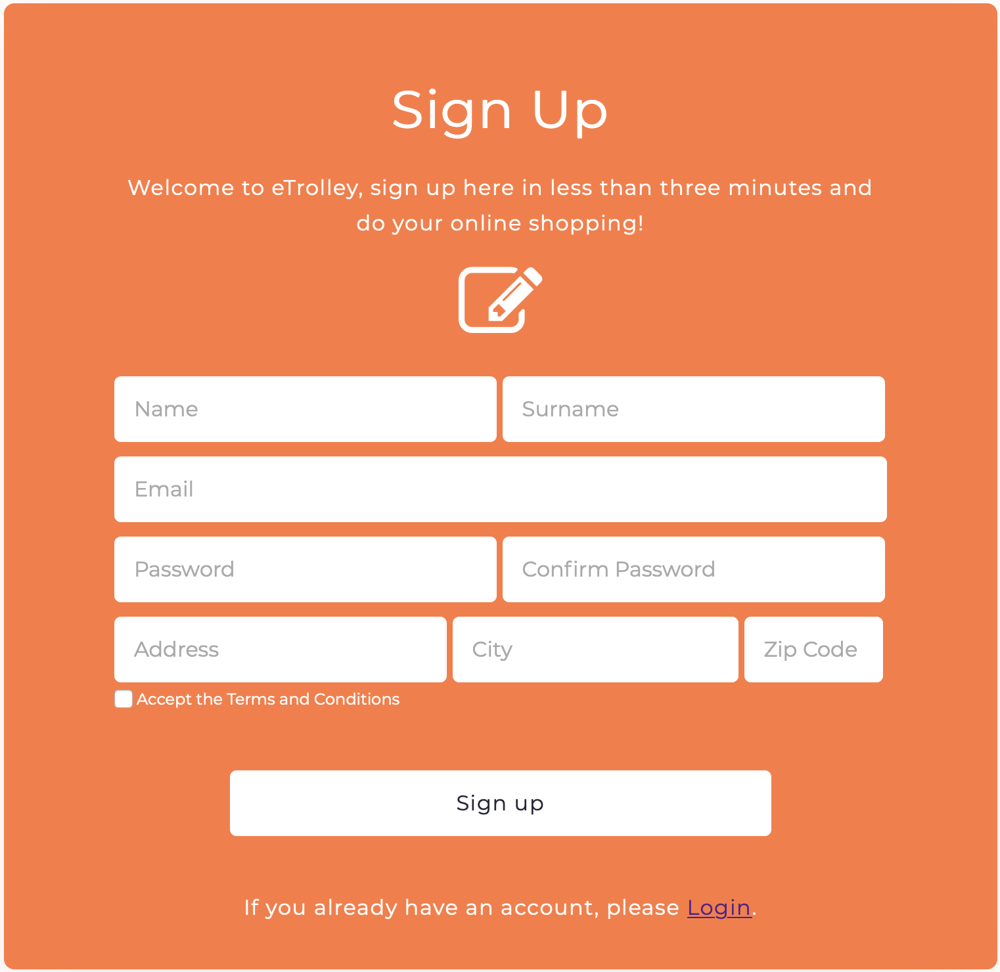 Sign Up
Welcome to eTrolley, sign up here in less than three minutes and
do your online shopping!
Name
Surname
Email
Password
Confirm Password
Address
City
Zip Code
Accept the Terms and Conditions
Sign up
If you already have an account, please Login.